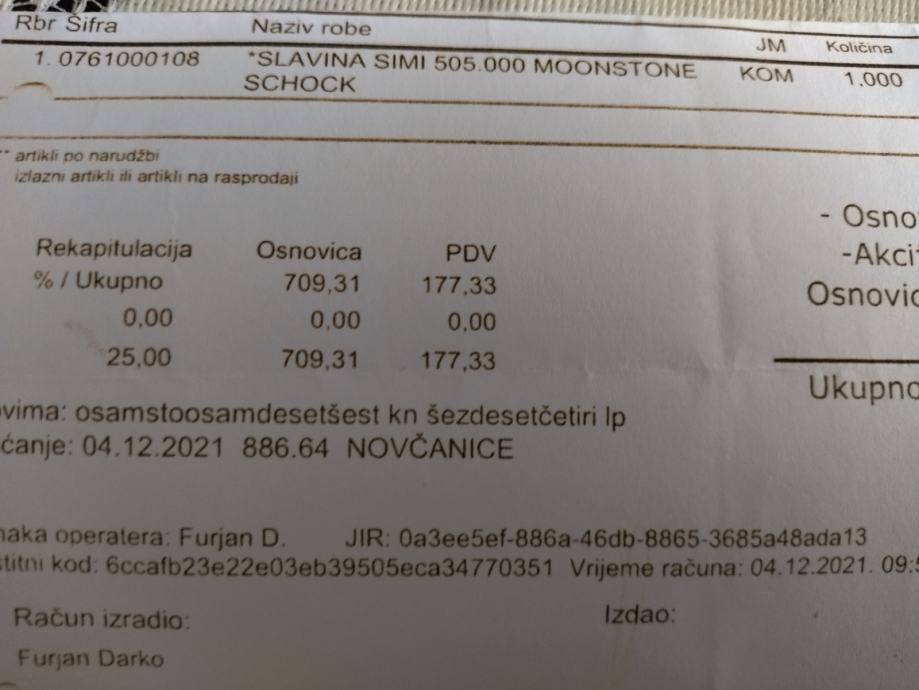 Rbr Šifra Naziv robe JM Količina
1. 0761000108 *SLAVINA SIMI 505.000 MOONSTONE KOM 1,000
SCHOCK
** artikli po narudžbi
izlazni artikli ili artikli na rasprodaji
- Osno
-Akci
Osnovic
Ukupno
Rekapitulacija Osnovica PDV
% / Ukupno 709,31 177,33
0,00 0,00 0,00
25,00 709,31 177,33
vima: osamstoosamdesetšest kn šezdesetčetiri lp
ćanje: 04.12.2021 886.64 NOVČANICE
naka operatera: Furjan D. JIR: 0a3ee5ef-886a-46db-8865-3685a48ada13
titni kod: 6ccafb23e22e03eb39505eca34770351 Vrijeme računa: 04.12.2021. 09:5
Račun izradio: Izdao:
Furjan Darko